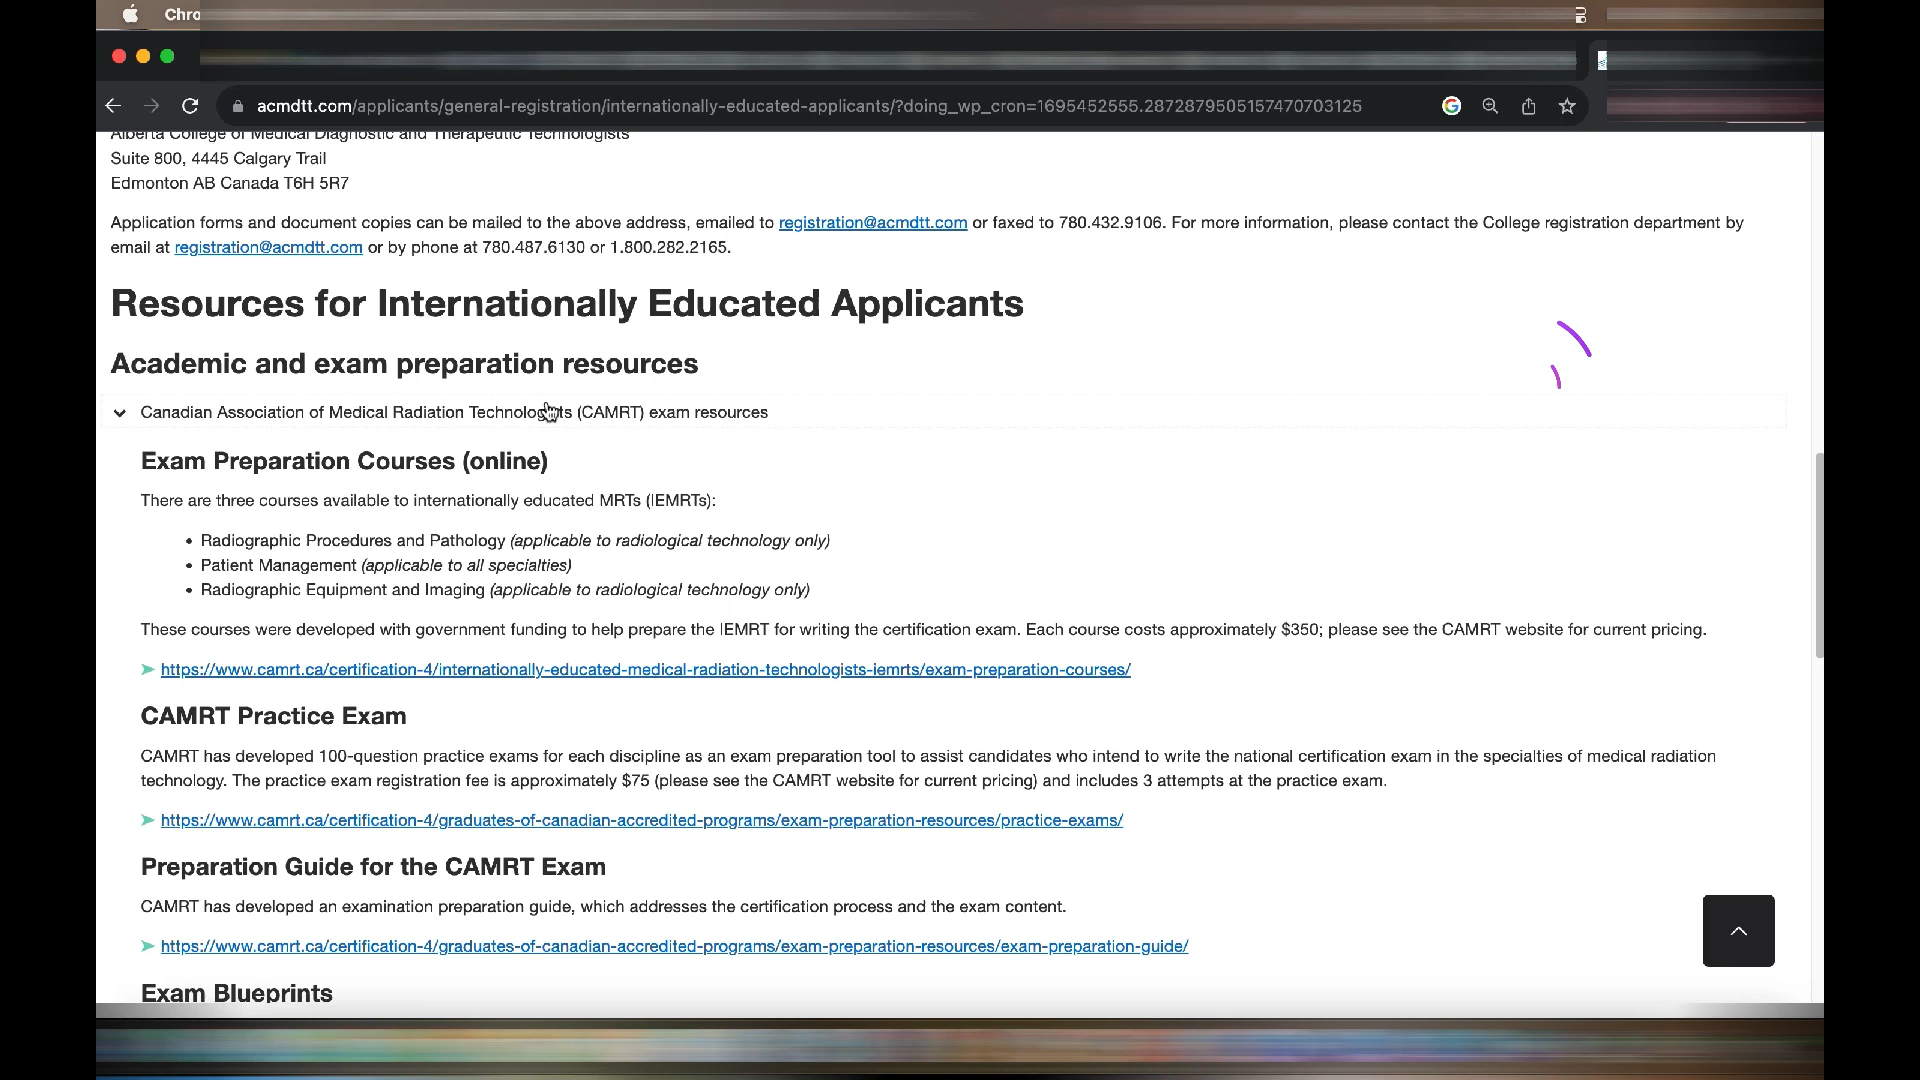 Chro
acmdtt.com/applicants/general-registration/internationally-educated-applicants/?doing_wp_cron=1695452555.2872879505157470703125
Alberta College of Medical Diagnostic and Therapeutic Technologists
Suite 800, 4445 Calgary Trail
Edmonton AB Canada T6H 5R7
Application forms and document copies can be mailed to the above address, emailed to registration@acmdtt.com or faxed to 780.432.9106. For more information, please contact the College registration department by
email at registration@acmdtt.com or by phone at 780.487.6130 or 1.800.282.2165.
Resources for Internationally Educated Applicants
Academic and exam preparation resources
Canadian Association of Medical Radiation Technologists (CAMRT) exam resources
Exam Preparation Courses (online)
There are three courses available to internationally educated MRTs (IEMRTs):
• Radiographic Procedures and Pathology (applicable to radiological technology only)
• Patient Management (applicable to all specialties)
• Radiographic Equipment and Imaging (applicable to radiological technology only)
These courses were developed with government funding to help prepare the IEMRT for writing the certification exam. Each course costs approximately $350; please see the CAMRT website for current pricing.
➤ https://www.camrt.ca/certification-4/internationally-educated-medical-radiation-technologists-iemrts/exam-preparation-courses/
CAMRT Practice Exam
CAMRT has developed 100-question practice exams for each discipline as an exam preparation tool to assist candidates who intend to write the national certification exam in the specialties of medical radiation
technology. The practice exam registration fee is approximately $75 (please see the CAMRT website for current pricing) and includes 3 attempts at the practice exam.
➤ https://www.camrt.ca/certification-4/graduates-of-canadian-accredited-programs/exam-preparation-resources/practice-exams/
Preparation Guide for the CAMRT Exam
CAMRT has developed an examination preparation guide, which addresses the certification process and the exam content.
➤ https://www.camrt.ca/certification-4/graduates-of-canadian-accredited-programs/exam-preparation-resources/exam-preparation-guide/
Exam Blueprints